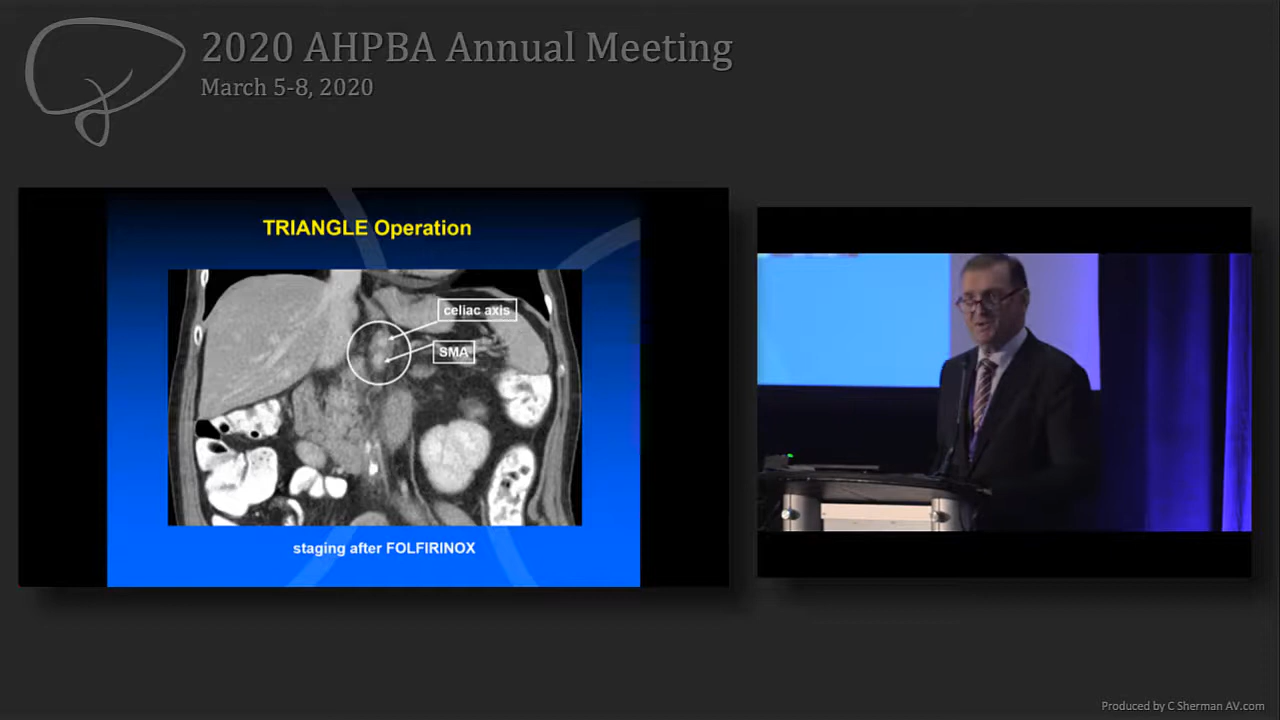 2020 AHPBA Annual Meeting
March 5-8, 2020
TRIANGLE Operation
celiac axis
SMA
staging after FOLFIRINOX
Produced by C Sherman AV.com